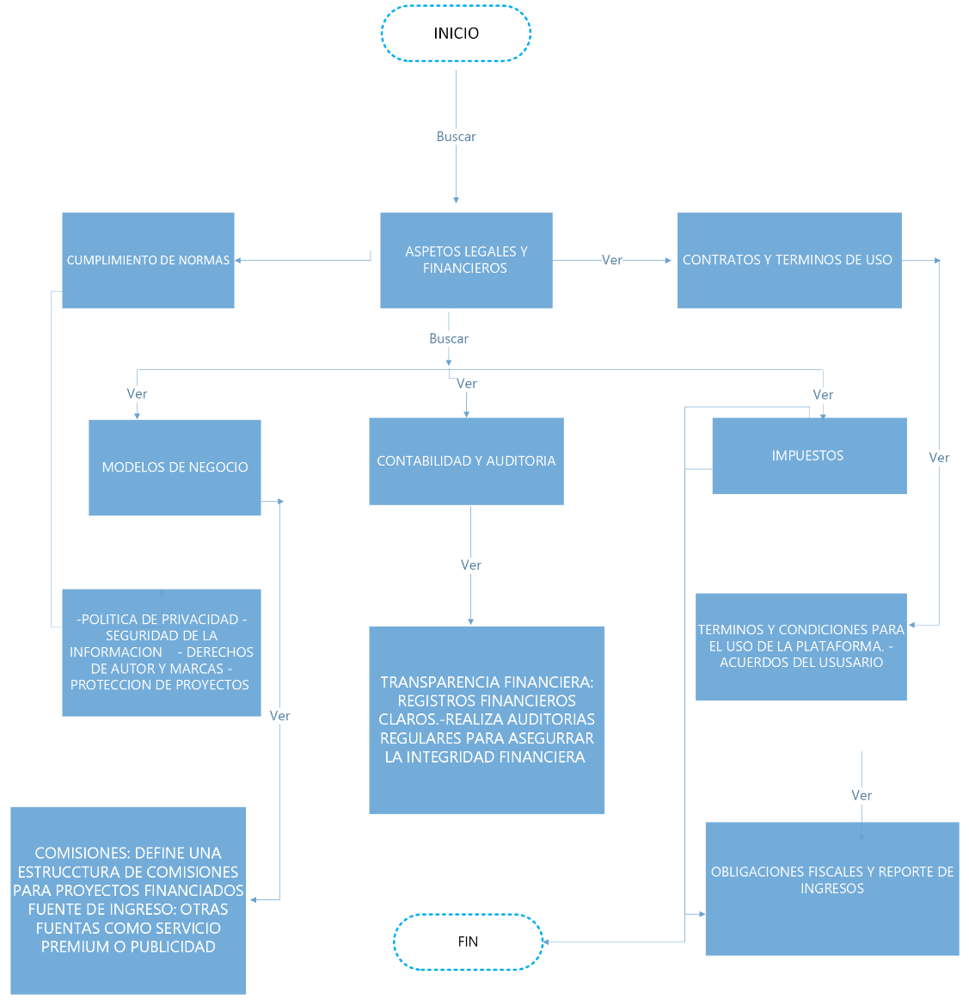 INICIO
Buscar
CUMPLIMIENTO DE NORMAS
ASPETOS LEGALES Y
FINANCIEROS
Ver
CONTRATOS Y TERMINOS DE USO
Buscar
Ver
Ver
Ver
MODELOS DE NEGOCIO
CONTABILIDAD Y AUDITORIA
IMPUESTOS
Ver
Ver
-POLITICA DE PRIVACIDAD -
SEGURIDAD DE LA
INFORMACION - DERECHOS
DE AUTOR Y MARCAS -
PROTECCION DE PROYECTOS
TERMINOS Y CONDICIONES PARA
EL USO DE LA PLATAFORMA. -
ACUERDOS DEL USUSARIO
TRANSPARENCIA FINANCIERA:
REGISTROS FINANCIEROS
CLAROS.-REALIZA AUDITORIAS
REGULARES PARA ASEGURRAR
LA INTEGRIDAD FINANCIERA
Ver
Ver
COMISIONES: DEFINE UNA
ESTRUCCTURA DE COMISIONES
PARA PROYECTOS FINANCIADOS
FUENTE DE INGRESO: OTRAS
FUENTAS COMO SERVICIO
PREMIUM O PUBLICIDAD
OBLIGACIONES FISCALES Y REPORTE DE
INGRESOS
FIN